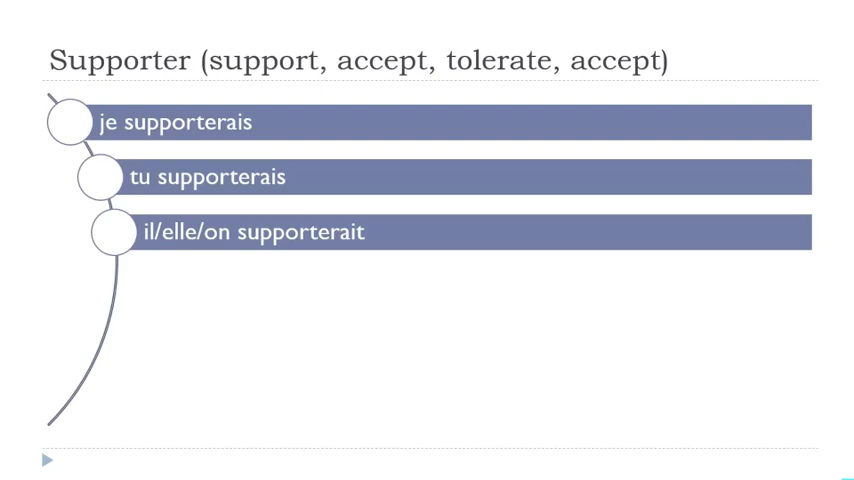 Supporter (support, accept, tolerate, accept)
je supporterais
tu supporterais
il/elle/on supporterait